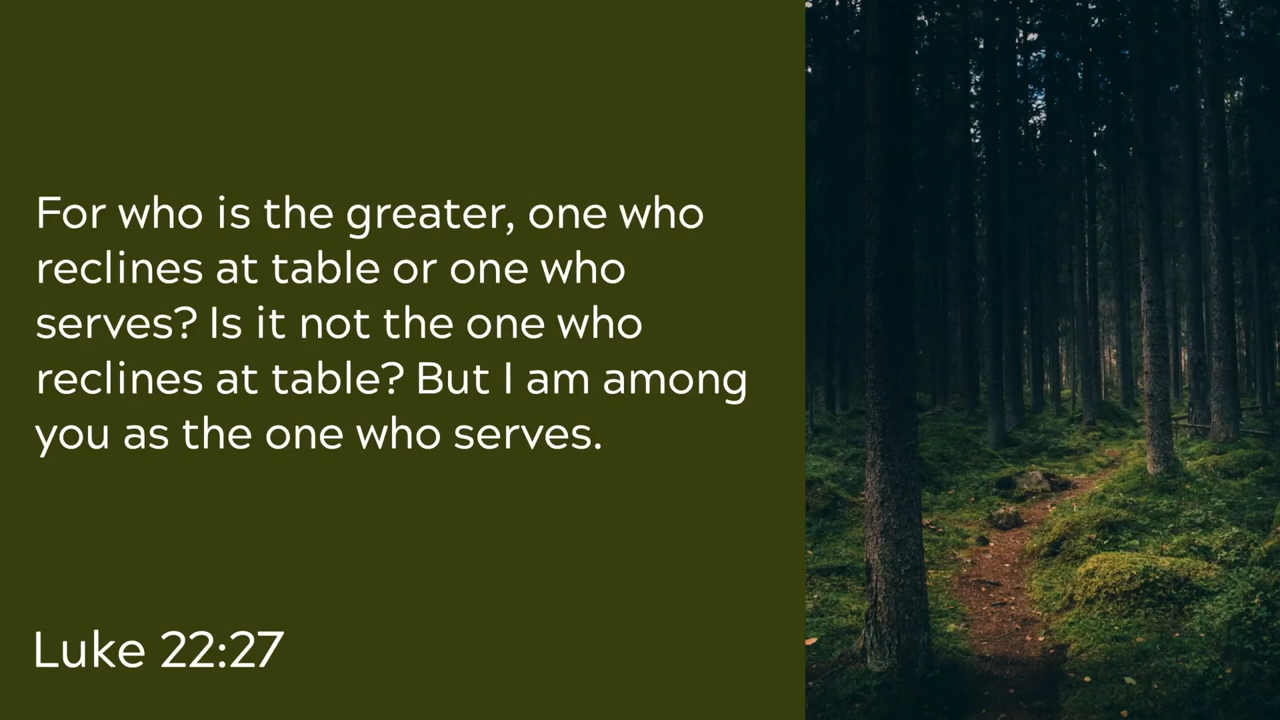 For who is the greater, one who
reclines at table or one who
serves? Is it not the one who
reclines at table? But I am among
you as the one who serves.
Luke 22:27